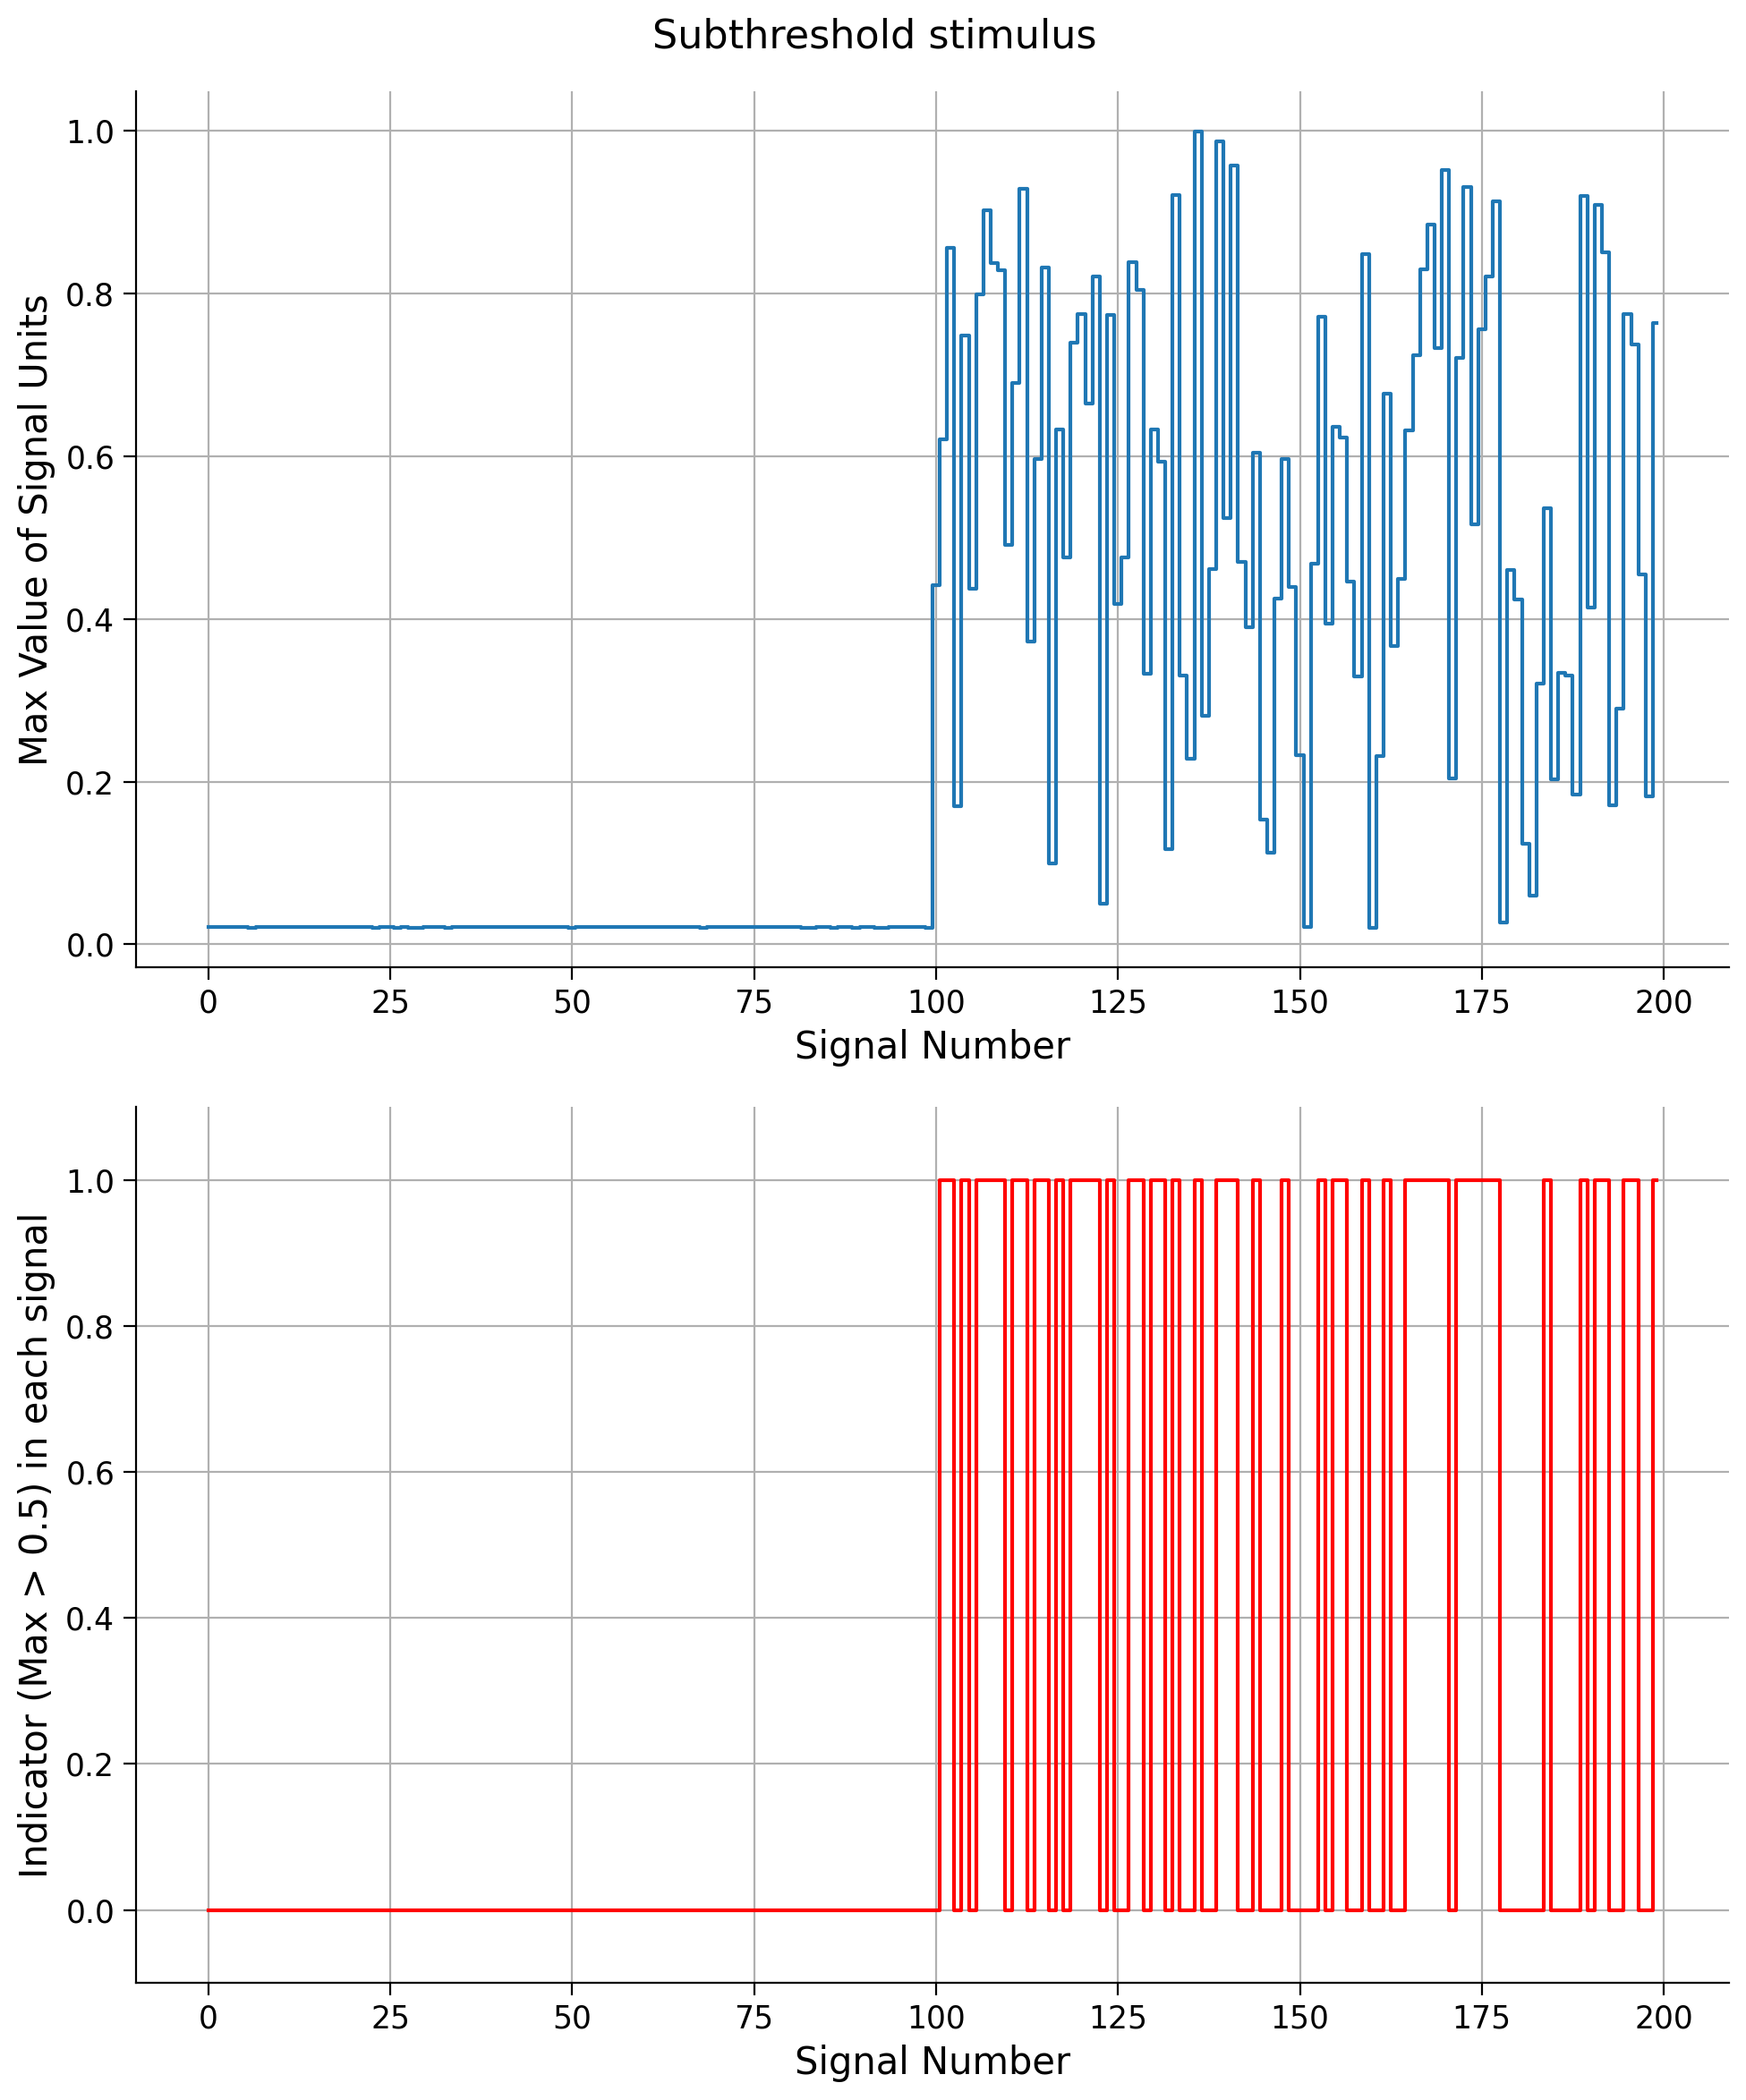 Subthreshold stimulus
Max Value of Signal Units
1.0
0.8
0.6
0.4
0.2
0.0
0 25 50 75 100 125 150 175 200
Signal Number
Indicator (Max > 0.5) in each signal
1.0
0.8
0.6
0.4
0.2
0.0
0 25 50 75 100 125 150 175 200
Signal Number